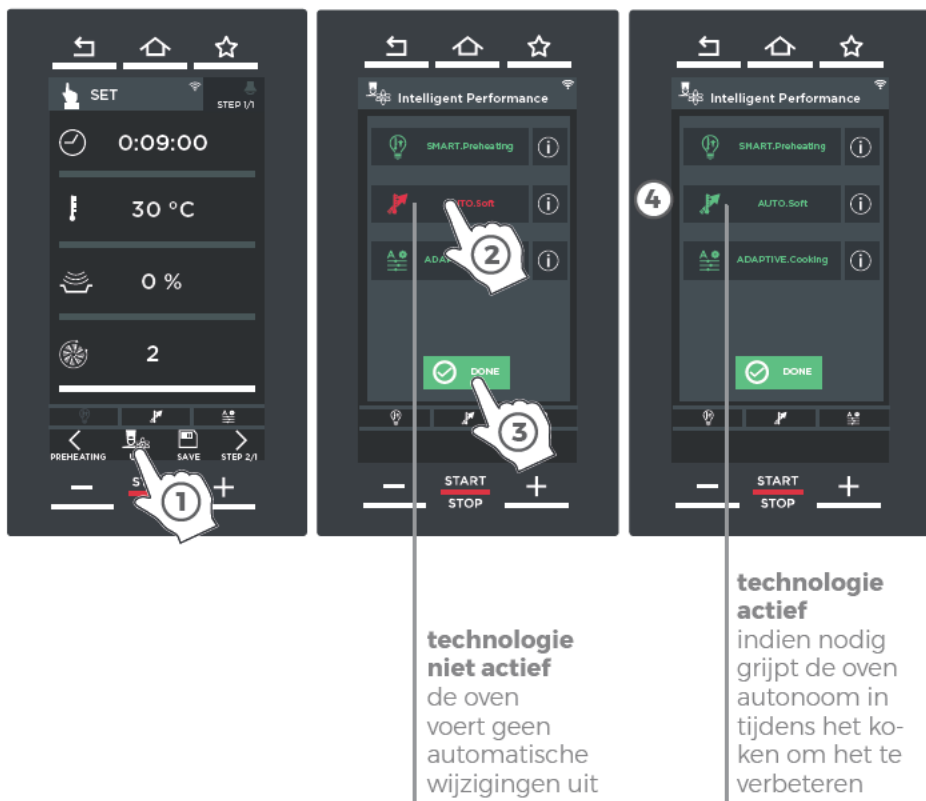 SET
STEP 1/1
0:09:00
30 °C
0 %
2
PREHEATING
SAVE
STEP 2/1
1
Intelligent Performance
SMART.Preheating
2
DONE
3
START
STOP
Intelligent Performance
SMART.Preheating
4
AUTO.Soft
ADAPTIVE.Cooking
DONE
START
STOP
technologie
niet actief
de oven
voert geen
automatische
wijzigingen uit
technologie
actief
indien nodig
grijpt de oven
autonoom in
tijdens het ko-
ken om het te
verbeteren